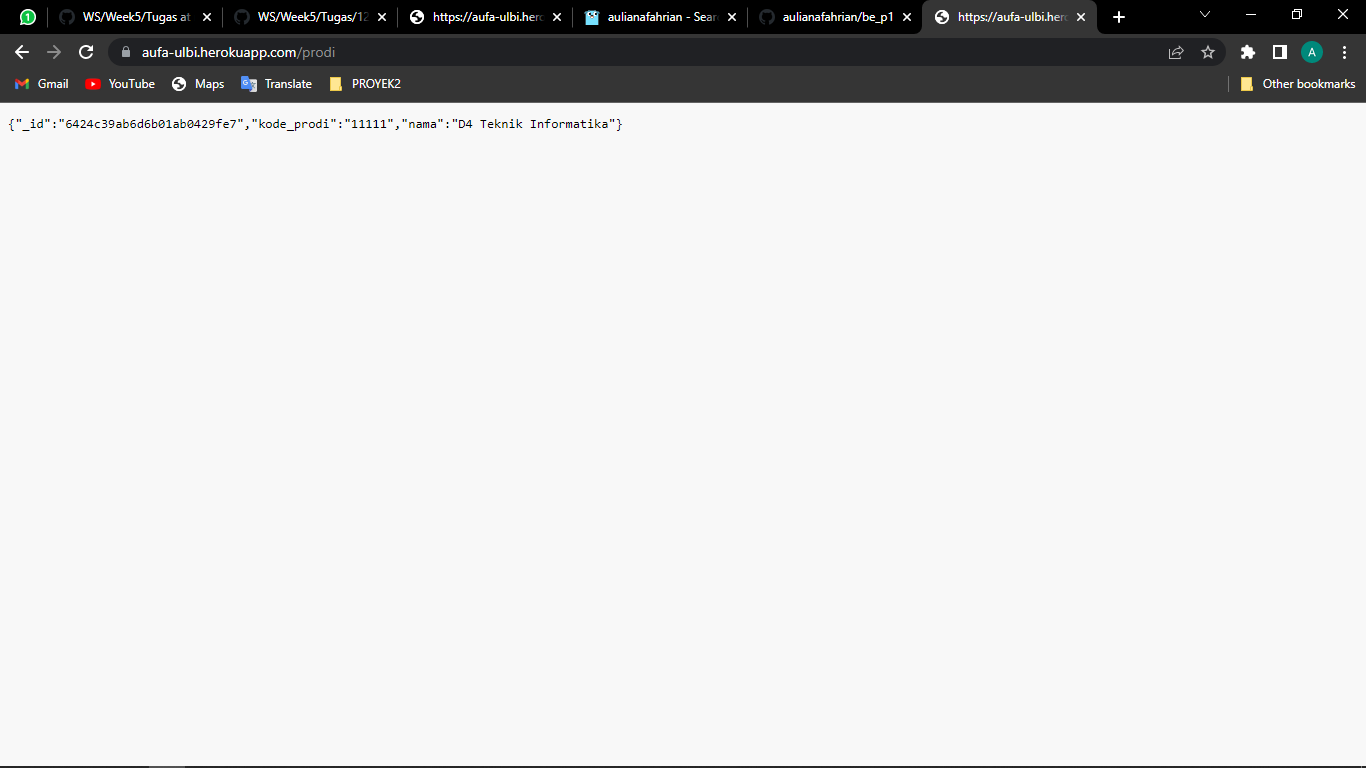 1 WS/Week5/Tugas at WS/Week5/Tugas/12 https://aufa-ulbi.hero aulianafahrian - Sear aulianafahrian/be_p1 https://aufa-ulbi.hero
aufa-ulbi.herokuapp.com/prodi A
Gmail YouTube Maps Translate PROYEK2 Other bookmarks
{"_id":"6424c39ab6d6b01ab0429fe7","kode_prodi":"11111","nama":"D4 Teknik Informatika"}